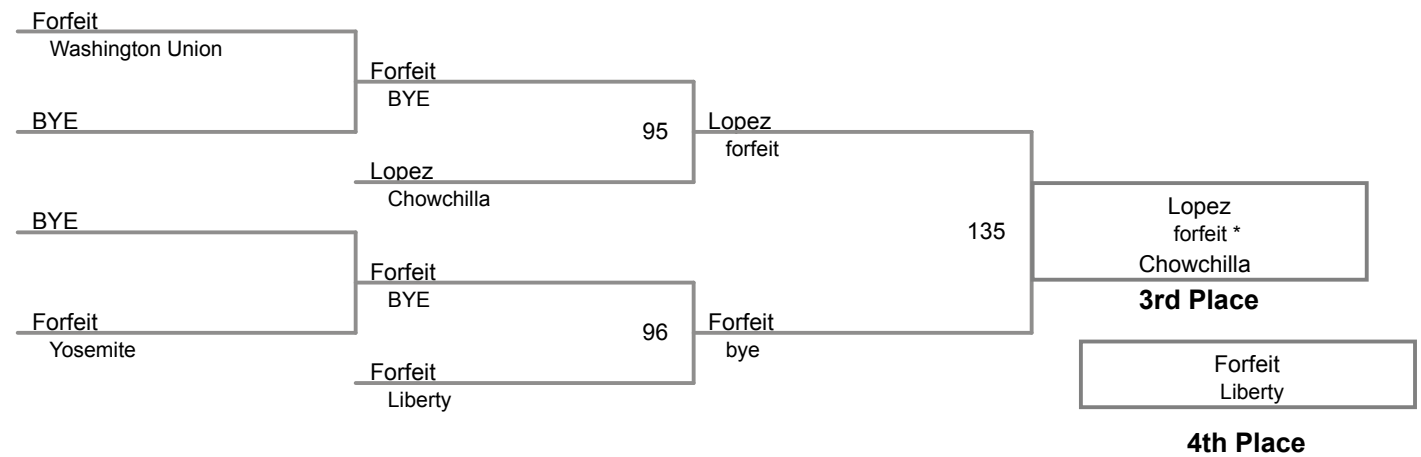 Forfeit
Washington Union
Forfeit
BYE
BYE
95
Lopez
forfeit
Lopez
Chowchilla
BYE
135
Lopez
forfeit *
Chowchilla
3rd Place
Forfeit
BYE
Forfeit
Yosemite
96
Forfeit
bye
Forfeit
Liberty
Forfeit
Liberty
4th Place